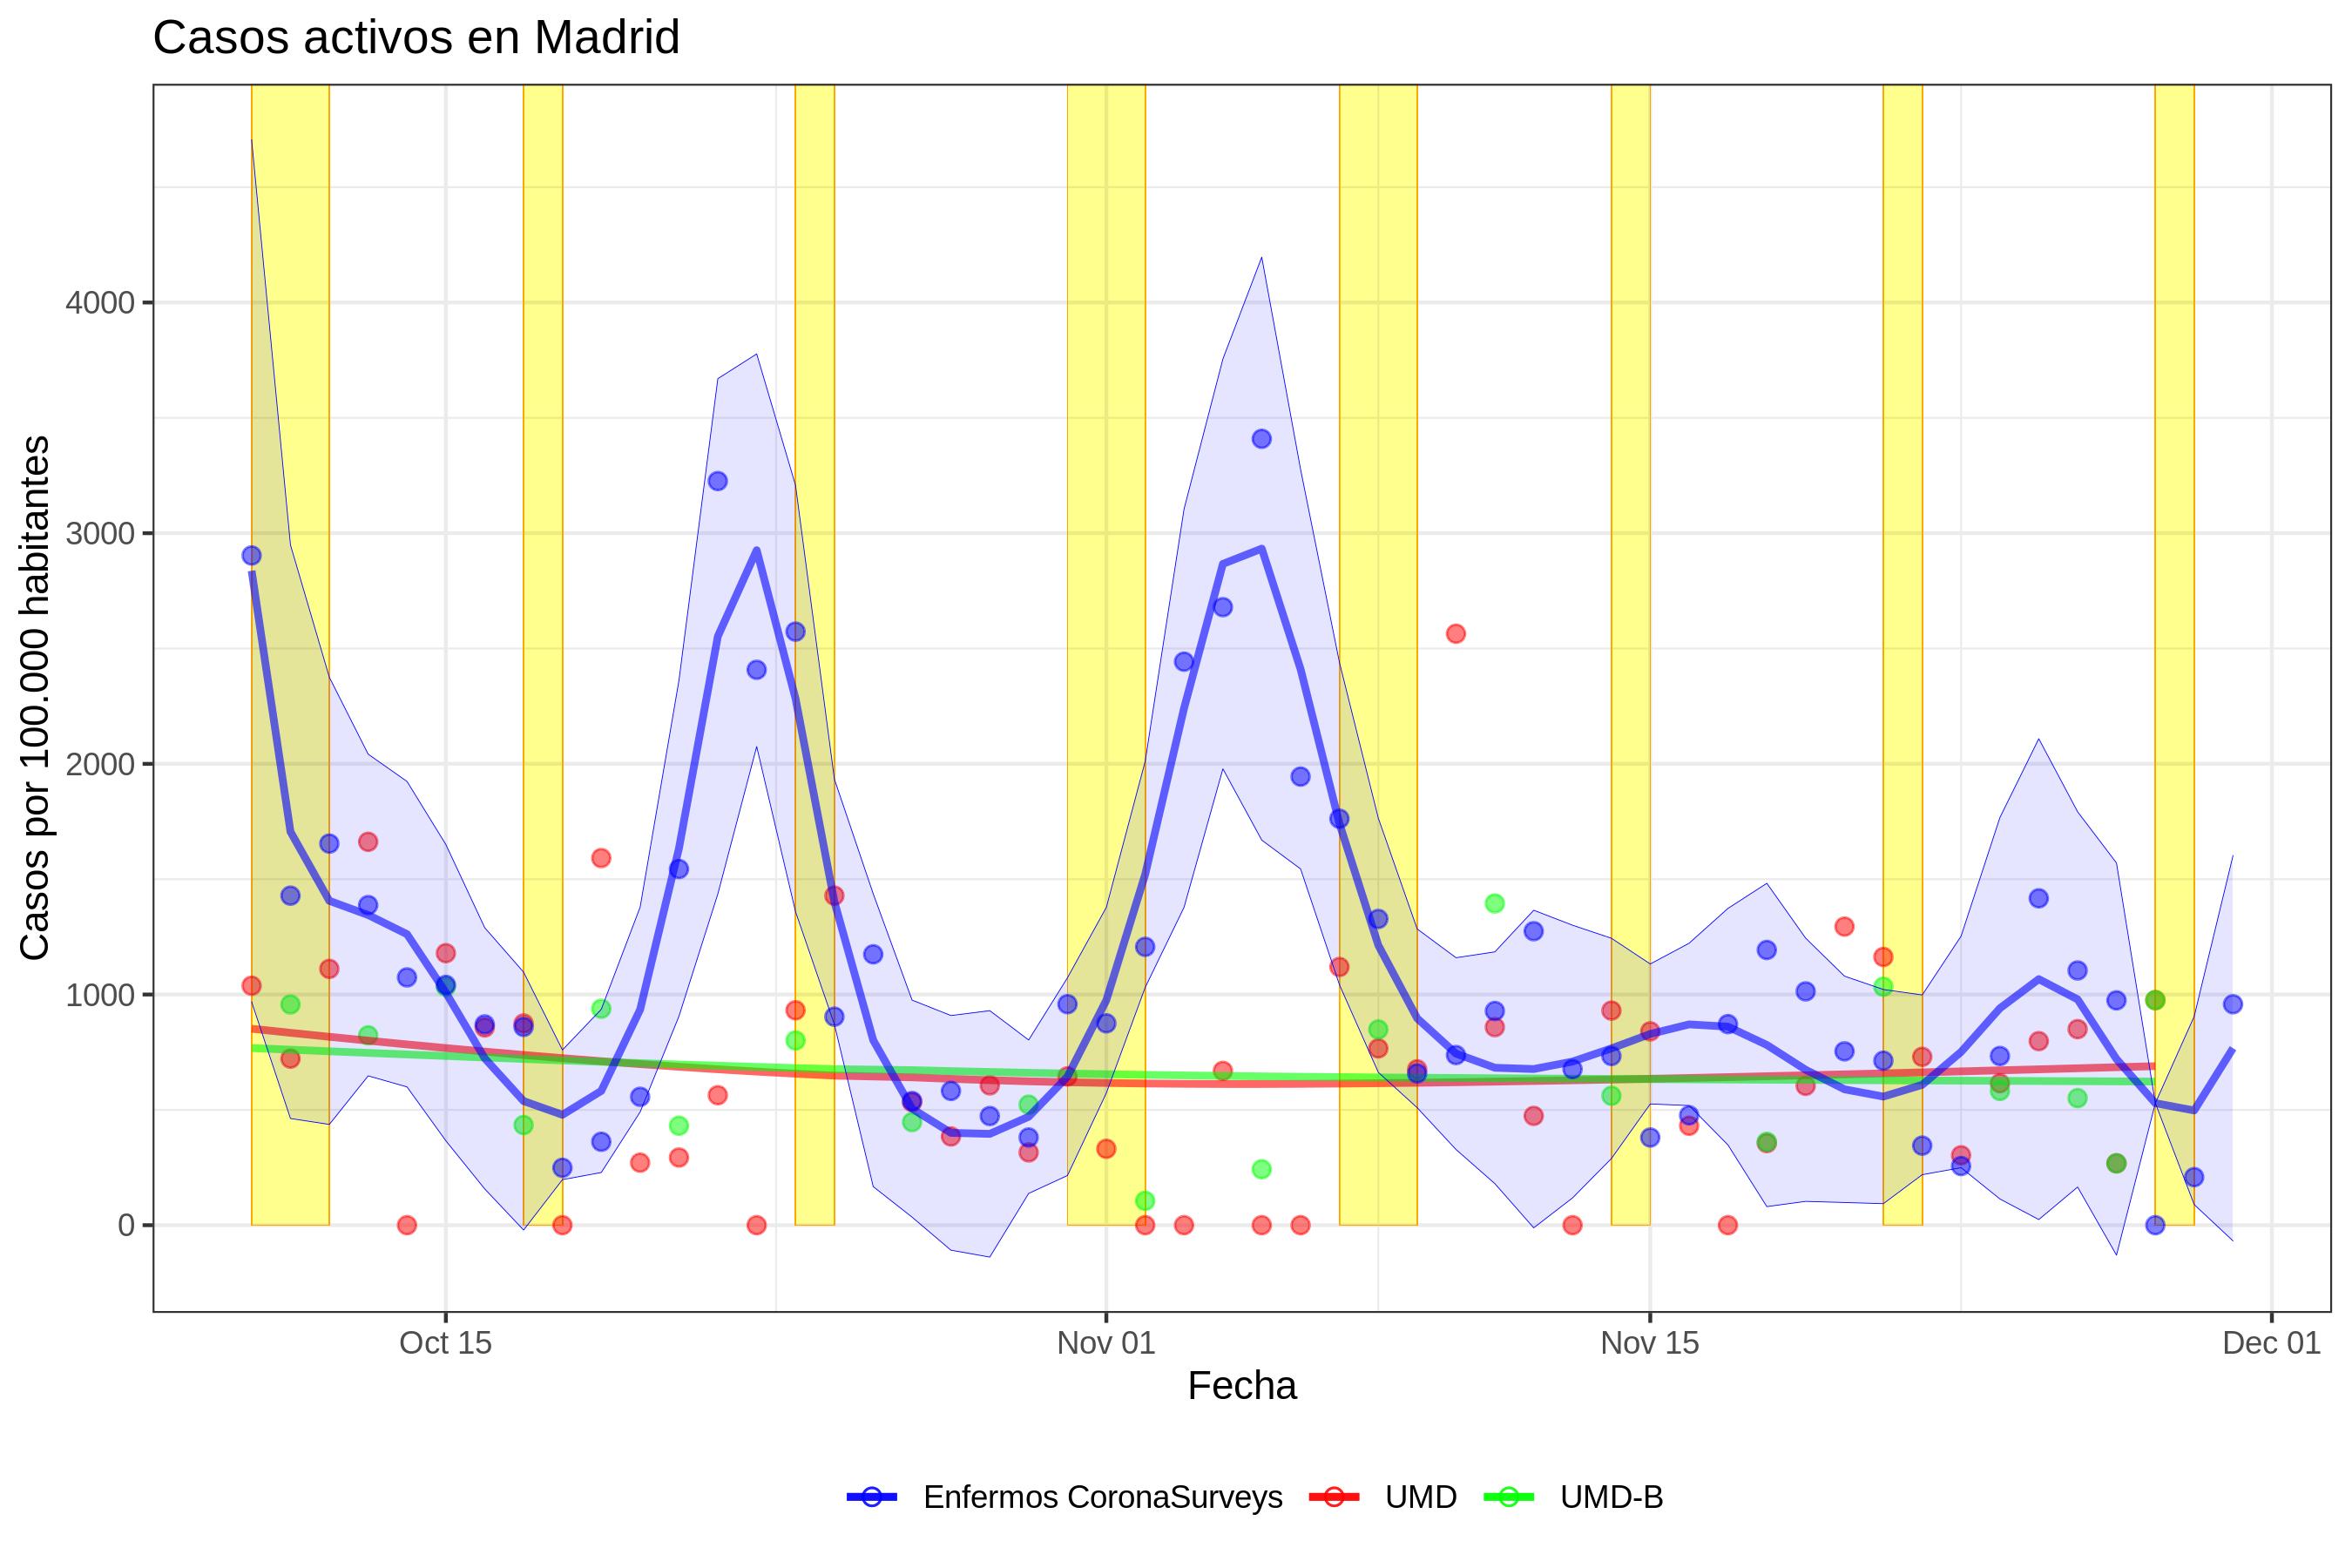 Casos activos en Madrid
Casos por 100.000 habitantes
4000
3000
2000
1000
0
Oct 15 Nov 01 Nov 15 Dec 01
Fecha
Enfermos CoronaSurveys UMD UMD-B